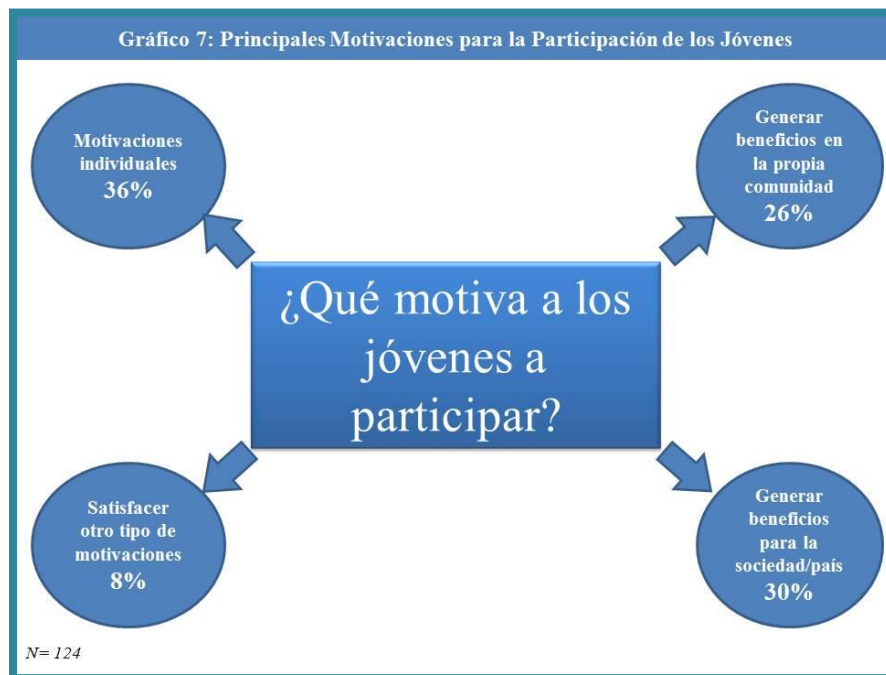 Gráfico 7: Principales Motivaciones para la Participación de los Jóvenes
Motivaciones
individuales
36%
Generar
beneficios en
la propia
comunidad
26%
¿Qué motiva a los
jóvenes a
participar?
Satisfacer
otro tipo de
motivaciones
8%
Generar
beneficios
para la
sociedad/país
30%
N= 124